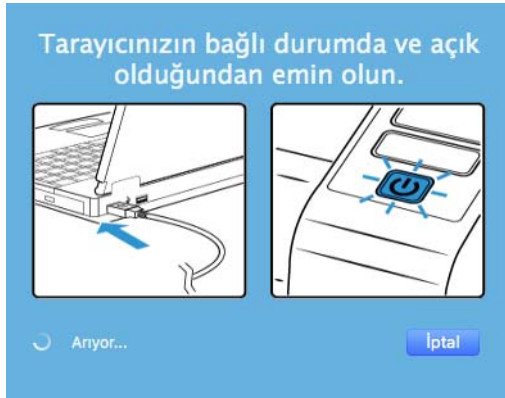 Tarayıcınızın bağlı durumda ve açık
olduğundan emin olun.
Arıyor...
İptal